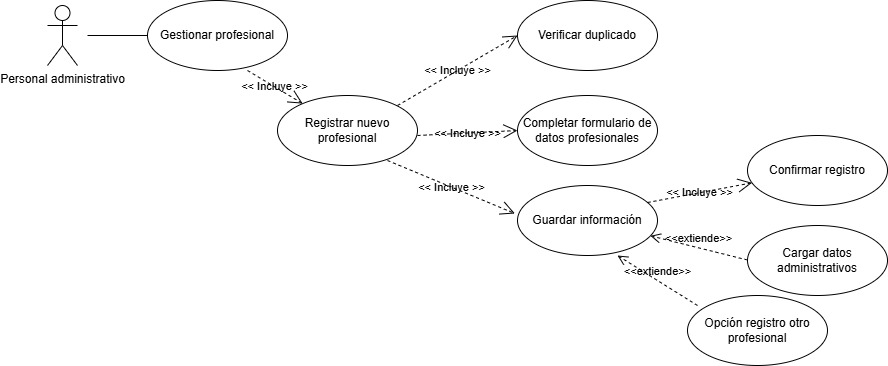 Gestionar profesional
Verificar duplicado
Personal administrativo
<< Incluye >>
<< Incluye >>
Registrar nuevo
profesional
<< Incluye >>
Completar formulario de
datos profesionales
<< Incluye >>
Guardar información
<< Incluye >>
Confirmar registro
<<extiende>>
Cargar datos
administrativos
<<extiende>>
Opción registro otro
profesional